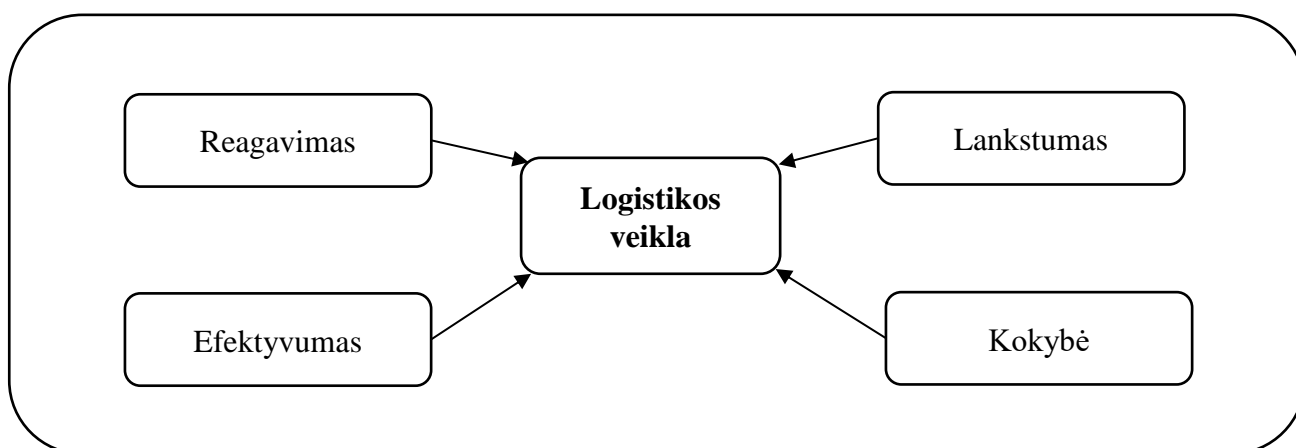 Reagavimas
Lankstumas
Logistikos
veikla
Efektyvumas
Kokybė